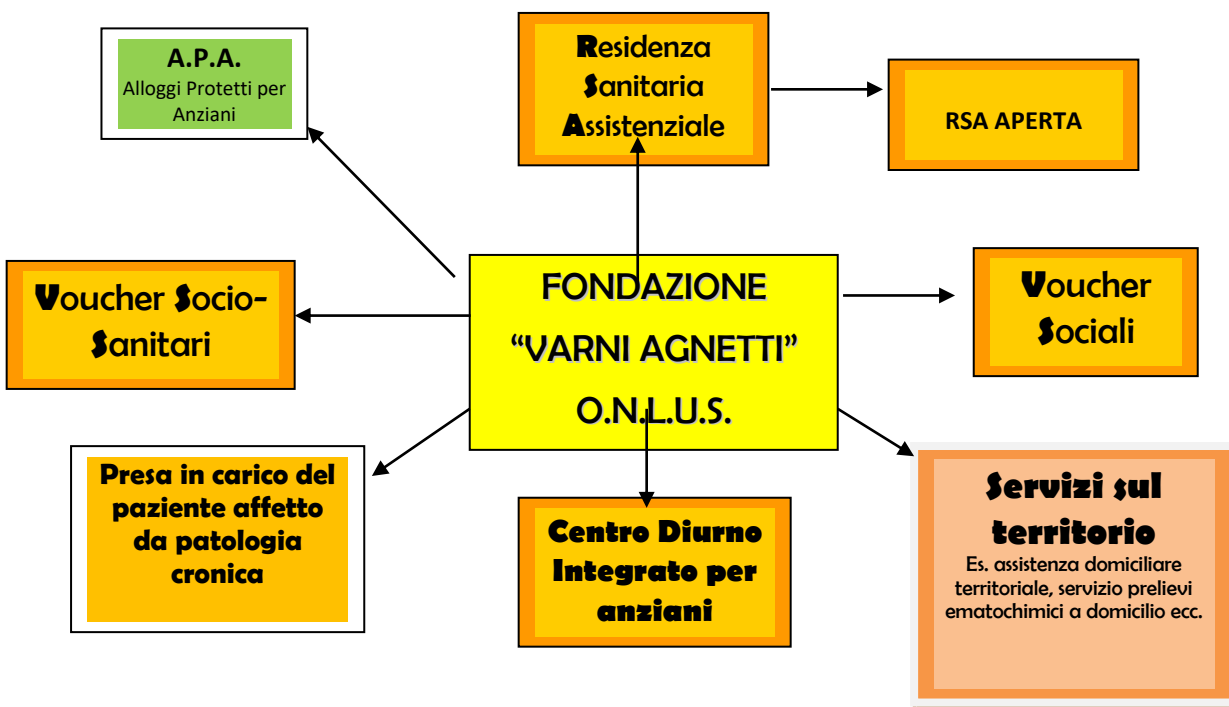 A.P.A.
Alloggi Protetti per
Anziani
Residenza
Sanitaria
Assistenziale
RSA APERTA
Voucher Socio-
Sanitari
FONDAZIONE
“VARNI AGNETTI”
O.N.L.U.S.
Voucher
Sociali
Presa in carico del
paziente affetto
da patologia
cronica
Centro Diurno
Integrato per
anziani
Servizi sul
territorio
Es. assistenza domiciliare
territoriale, servizio prelievi
ematochimici a domicilio ecc.